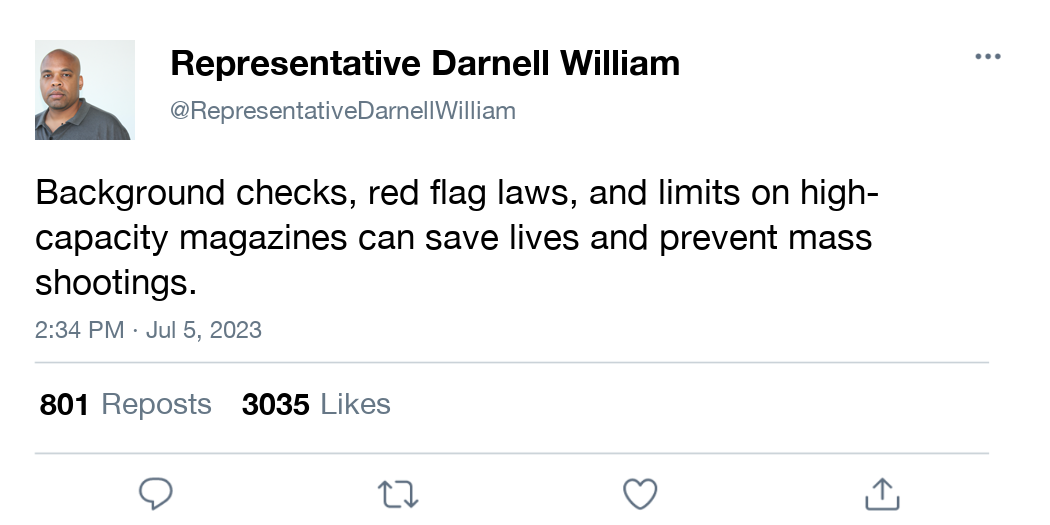 Representative Darnell William
@RepresentativeDarnellWilliam
Background checks, red flag laws, and limits on high-
capacity magazines can save lives and prevent mass
shootings.
2:34 PM · Jul 5, 2023
801 Reposts 3035 Likes